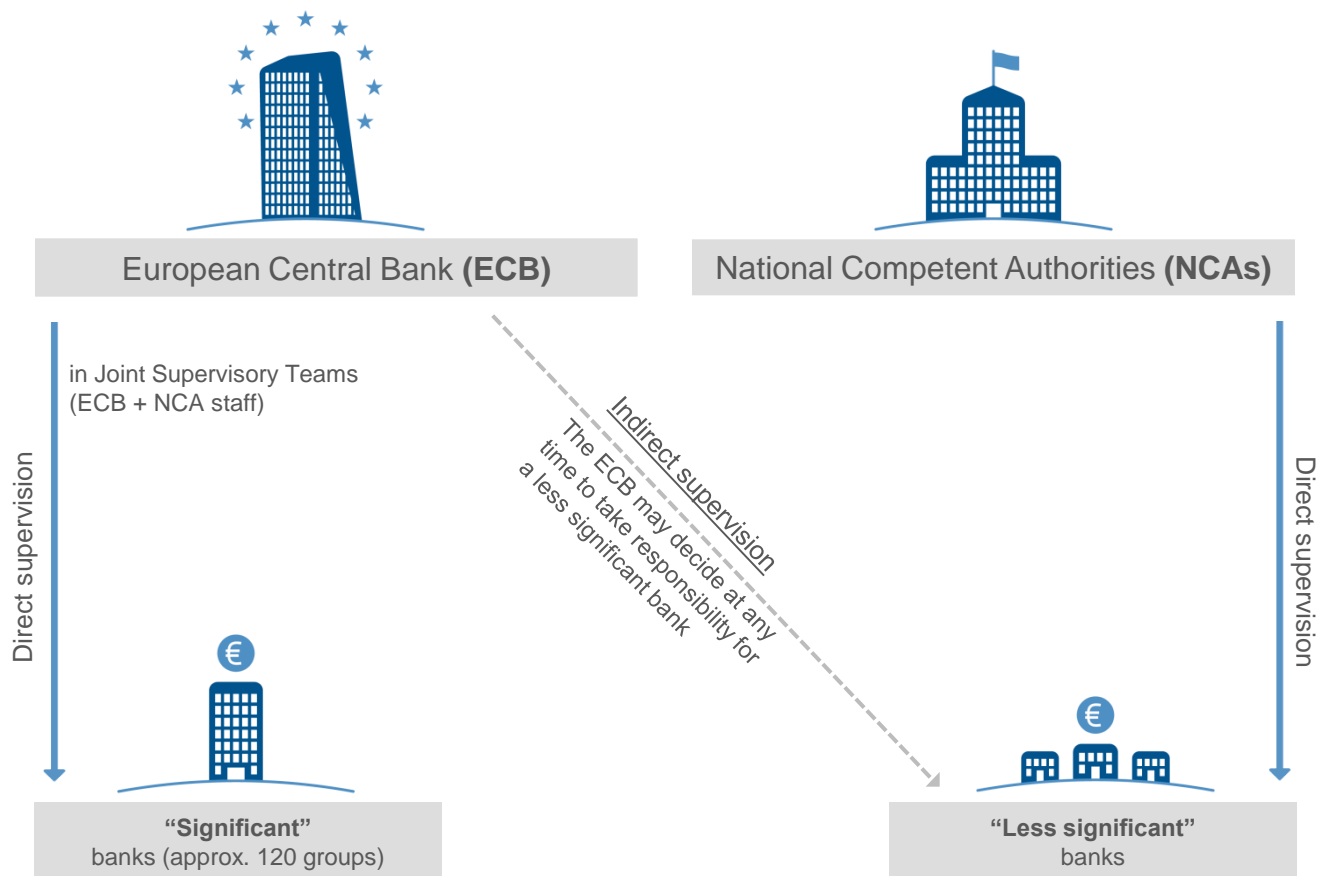 European Central Bank (ECB)
National Competent Authorities (NCAs)
in Joint Supervisory Teams
(ECB + NCA staff)
Direct supervision
Indirect supervision
The ECB may decide at any
time to take responsibility for
a less significant bank
Direct supervision
€
€
“Significant”
banks (approx. 120 groups)
“Less significant”
banks